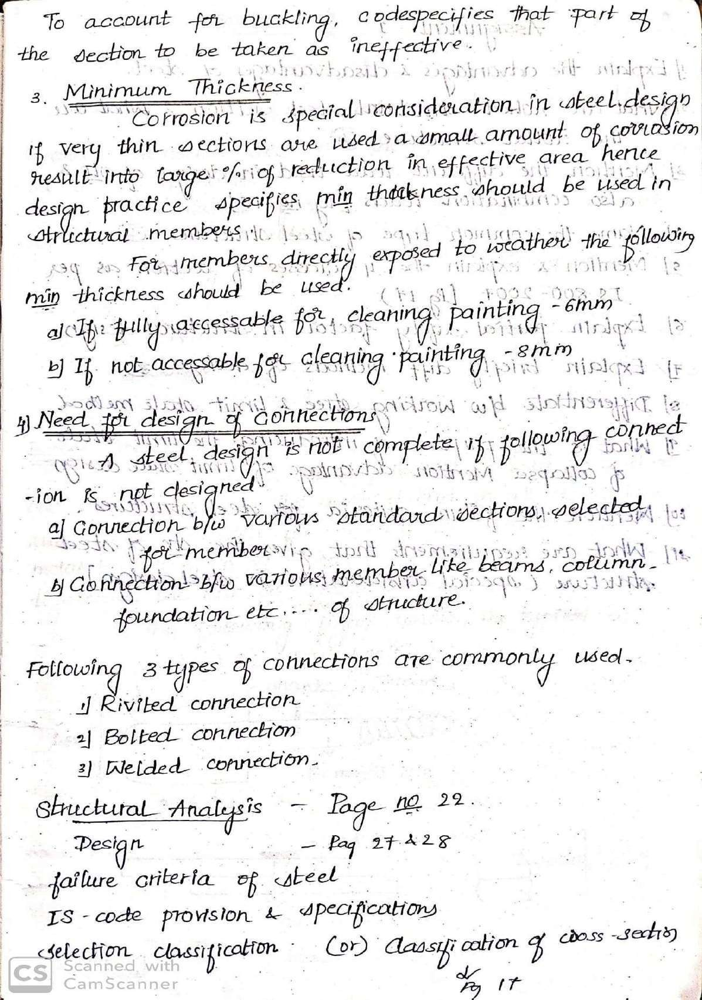 To account for buckling, codespecifies that part of
the section to be taken as ineffective.
3. Minimum Thickness.
Corrosion is special consideration in steel design
if very thin sections are used a small amount of corrosion
result into large % of reduction in effective area hence
design practice specifies min thickness should be used in
structural members.
For members directly exposed to weather the following
min thickness should be used.
a] If fully accessable for cleaning painting - 6mm
b] If not accessable for cleaning painting - 8mm
4) Need for design of connections
A steel design is not complete if following connect
-ion is not designed
a] Connection b/w various standard sections selected
for member
b] Connection b/w various member like beams, column
foundation etc.... of structure.
Following 3 types of connections are commonly used.
1] Rivited connection
2] Bolted connection
3] Welded connection.
Structural Analysis - Page no 22.
Design - Pag 27 & 28
failure criteria of steel
IS - code provision & specifications
selection classification (or) classification of cross-section
Pg 17
CS Scanned with
CamScanner